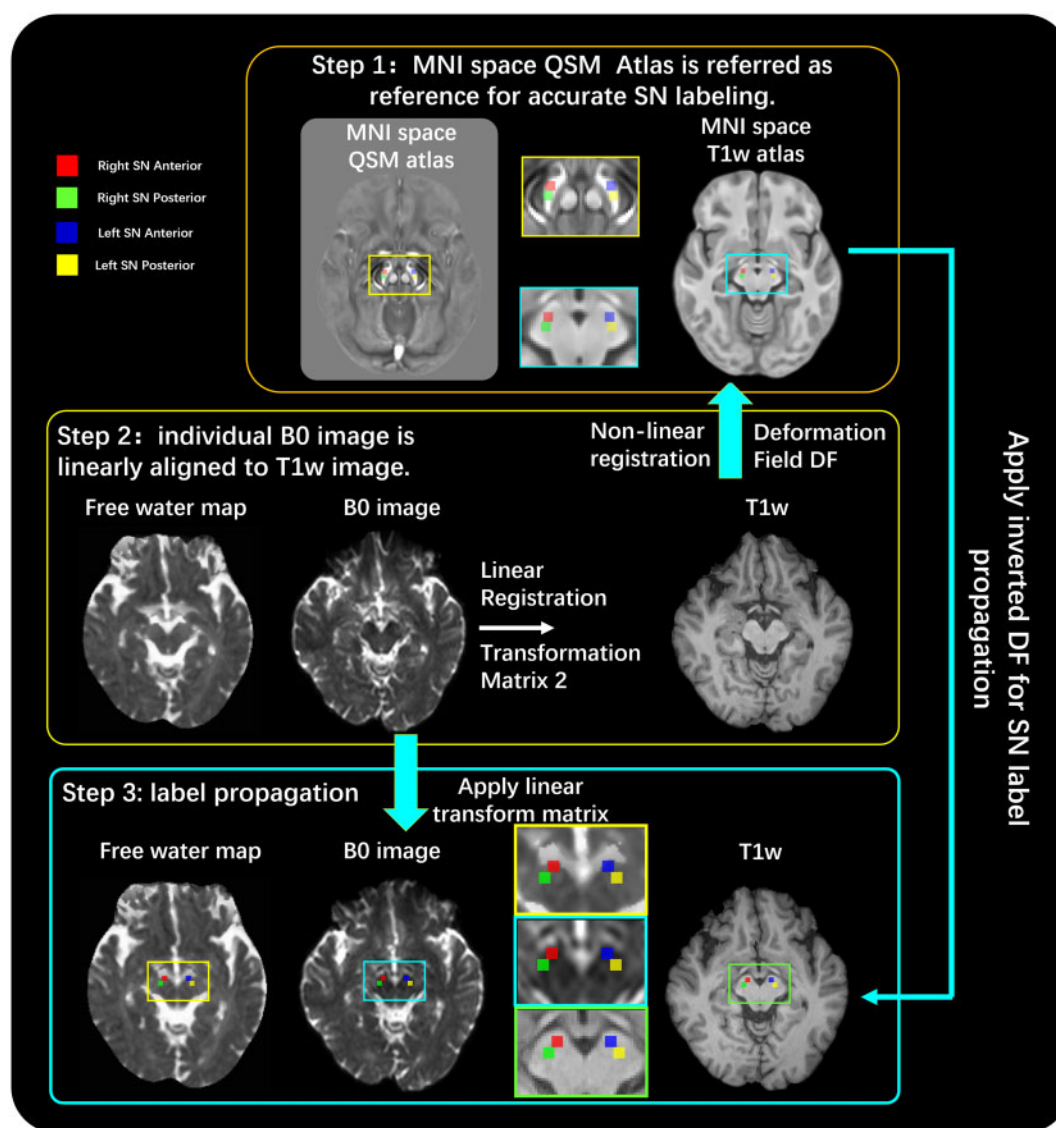 Step 1: MNI space QSM Atlas is referred as
reference for accurate SN labeling.
MNI space
QSM atlas
MNI space
T1w atlas
Right SN Anterior
Right SN Posterior
Left SN Anterior
Left SN Posterior
Step 2: individual B0 image is
linearly aligned to T1w image.
Non-linear
registration
Deformation
Field DF
Free water map
B0 image
T1w
Linear
Registration
Transformation
Matrix 2
Apply inverted DF for SN label
propagation
Step 3: label propagation
Apply linear
transform matrix
Free water map
B0 image
T1w